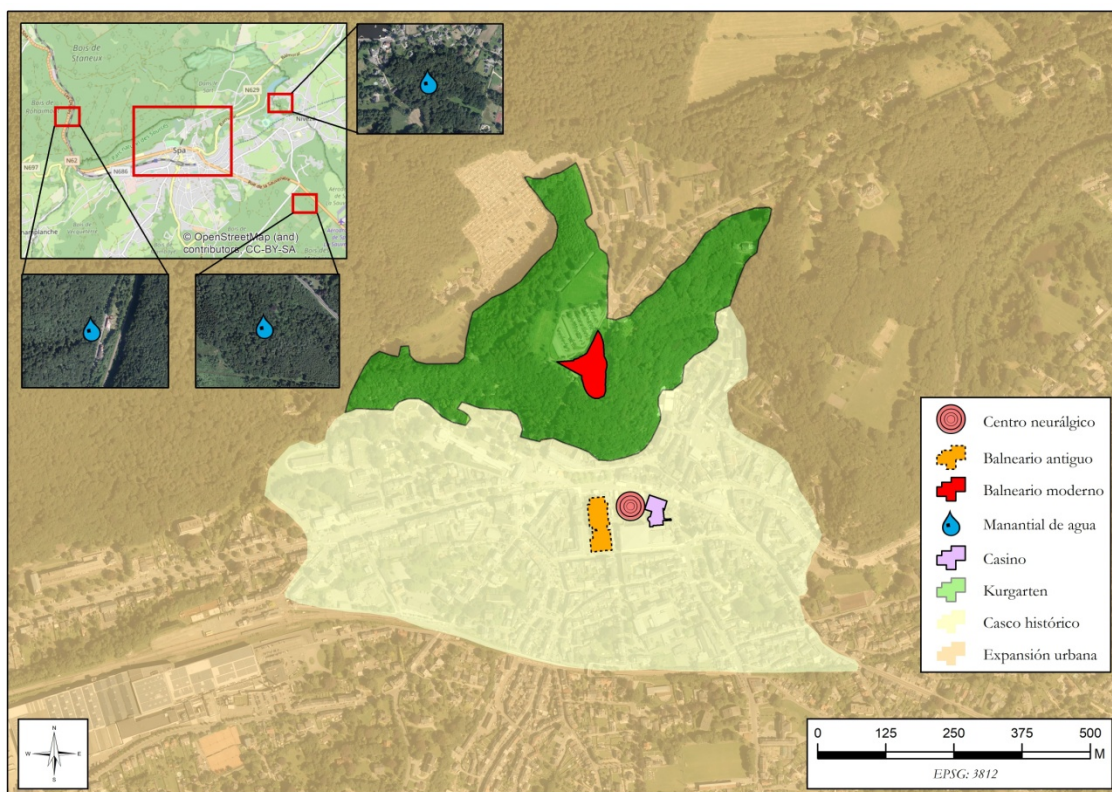 Bois de
Staneux
N629
Nivezé
Spa
N62
N697
N686
© OpenStreetMap (and)
contributors, CC-BY-SA
Centro neurálgico
Balneario antiguo
Balneario moderno
Manantial de agua
Casino
Kurgarten
Casco histórico
Expansión urbana
N
W
E
S
0
125
250
375
500
M
EPSG: 3812